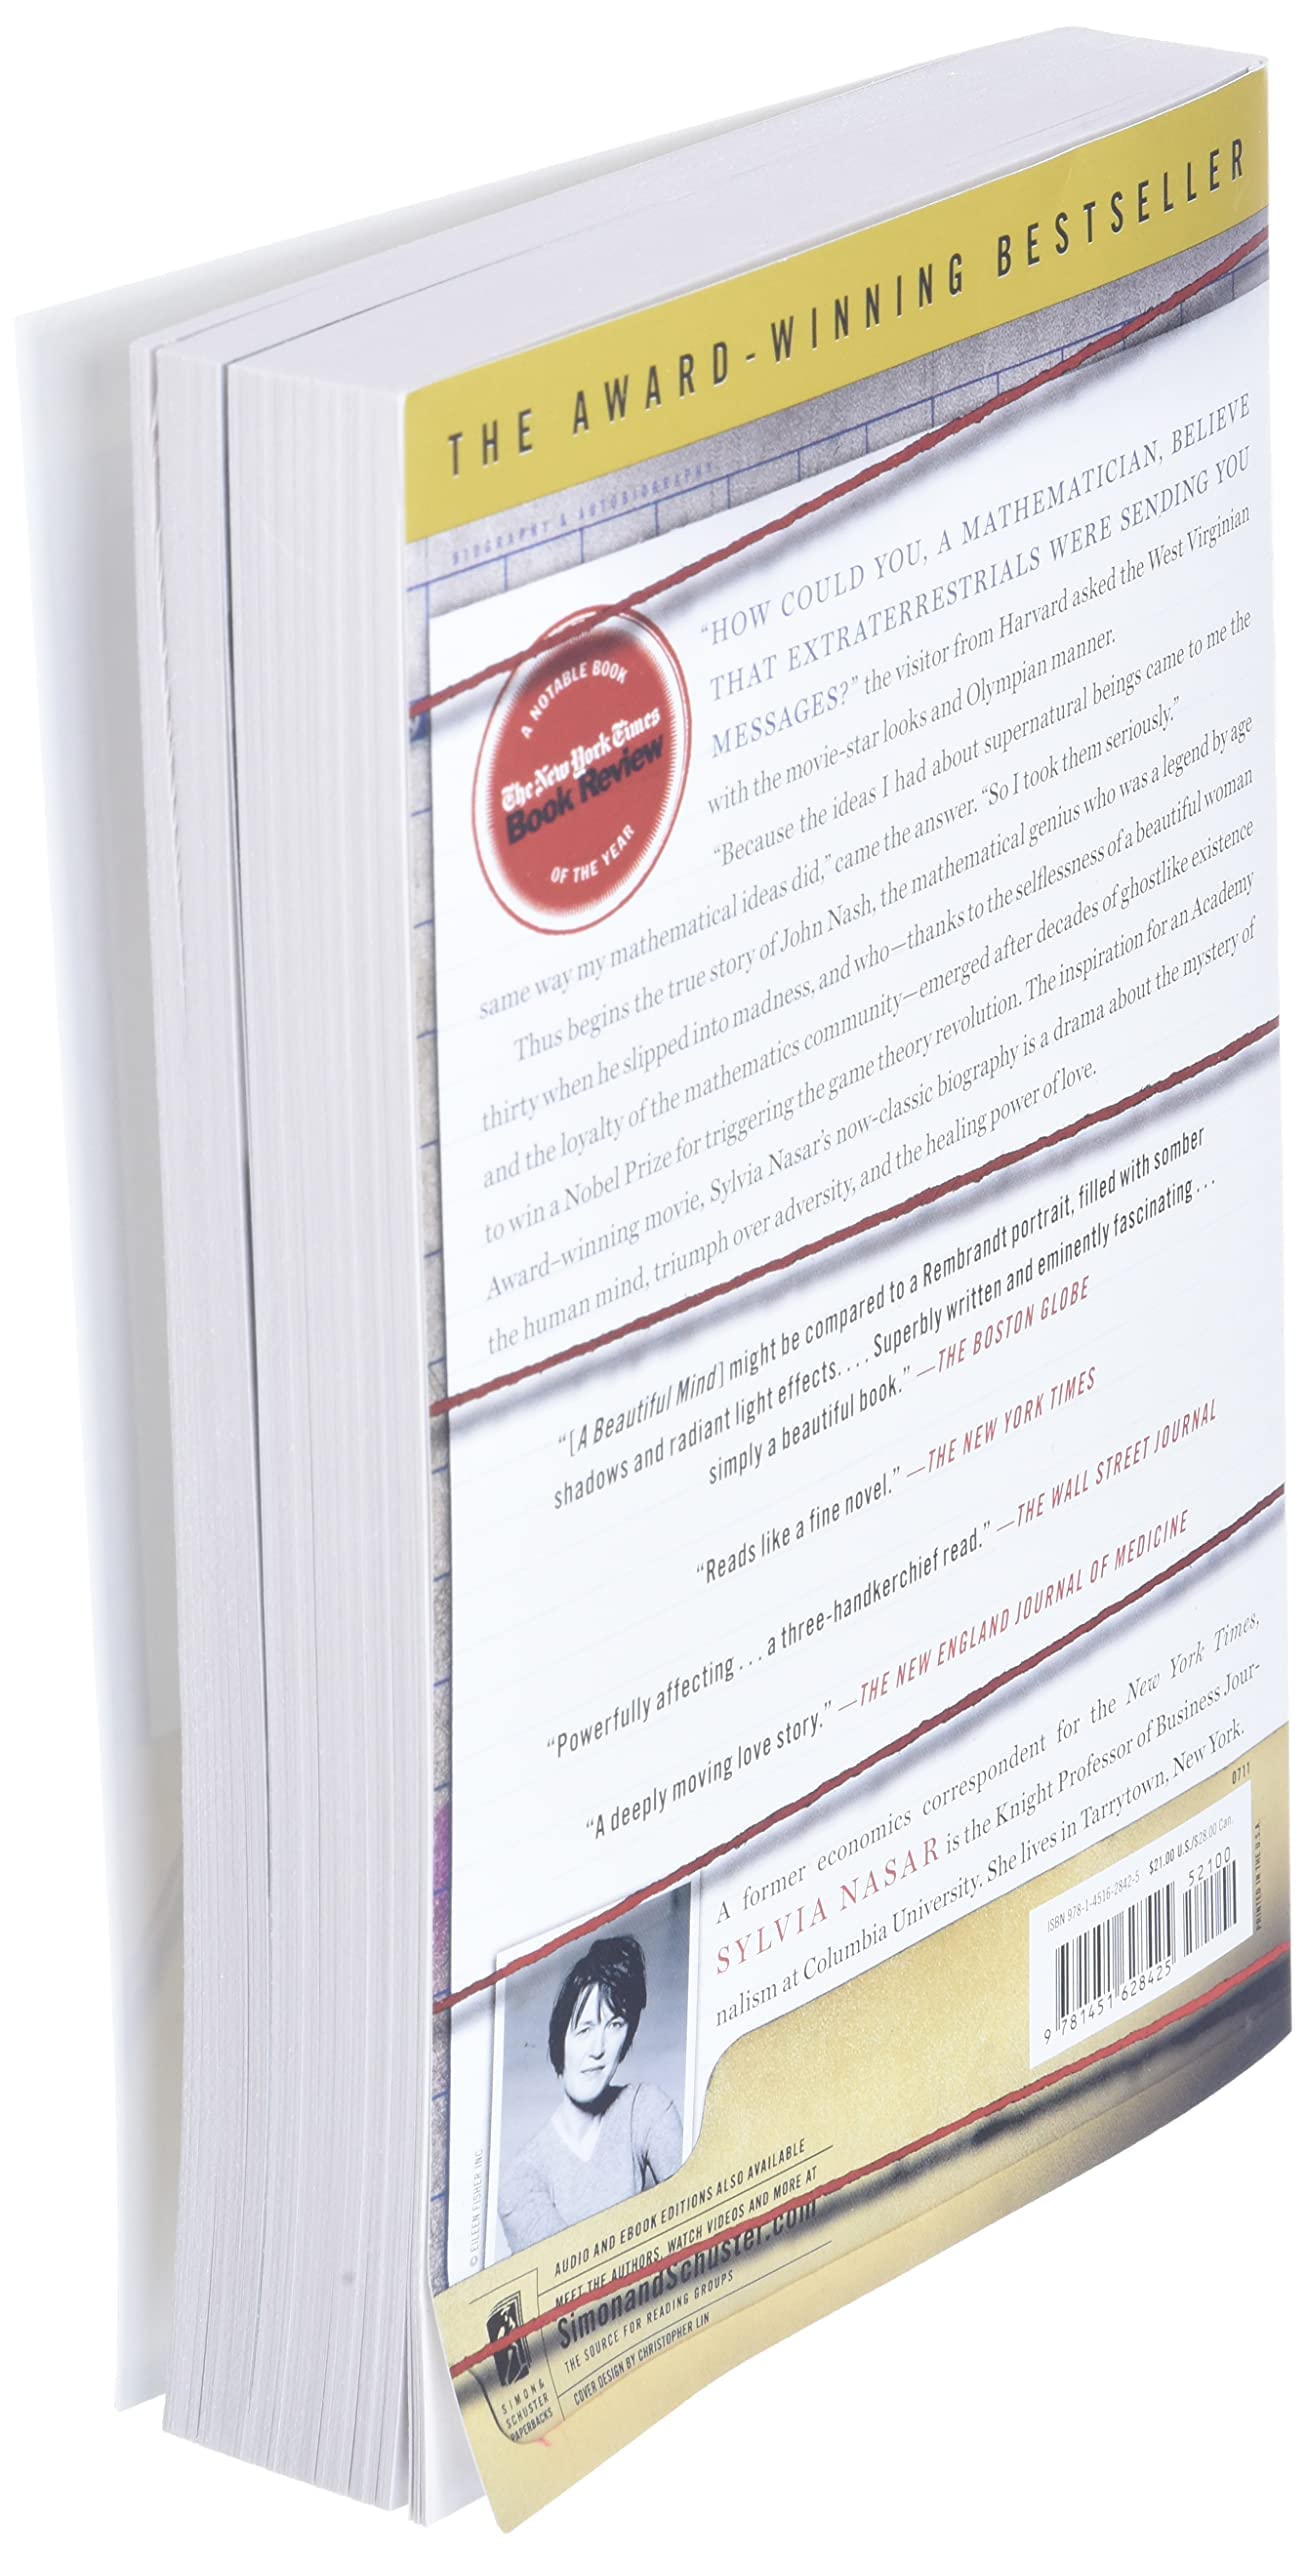 THE AWARD-WINNING BESTSELLER
BIOGRAPHY & AUTOBIOGRAPHY
A NOTABLE BOOK
The New York Times
Book Review
OF THE YEAR
“HOW COULD YOU, A MATHEMATICIAN, BELIEVE
THAT EXTRATERRESTRIALS WERE SENDING YOU
MESSAGES?” the visitor from Harvard asked the West Virginian
with the movie-star looks and Olympian manner.
“Because the ideas I had about supernatural beings came to me the
same way my mathematical ideas did,” came the answer. “So I took them seriously.”
Thus begins the true story of John Nash, the mathematical genius who was a legend by age
thirty when he slipped into madness, and who—thanks to the selflessness of a beautiful woman
and the loyalty of the mathematics community—emerged after decades of ghostlike existence
to win a Nobel Prize for triggering the game theory revolution. The inspiration for an Academy
Award–winning movie, Sylvia Nasar’s now-classic biography is a drama about the mystery of
the human mind, triumph over adversity, and the healing power of love.
“[A Beautiful Mind] might be compared to a Rembrandt portrait, filled with somber
shadows and radiant light effects. . . . Superbly written and eminently fascinating . . .
simply a beautiful book.” —THE BOSTON GLOBE
“Reads like a fine novel.” —THE NEW YORK TIMES
“Powerfully affecting . . . a three-handkerchief read.” —THE WALL STREET JOURNAL
“A deeply moving love story.” —THE NEW ENGLAND JOURNAL OF MEDICINE
A former economics correspondent for the New York Times,
SYLVIA NASAR is the Knight Professor of Business Jour-
nalism at Columbia University. She lives in Tarrytown, New York.
© EILEEN FISHER INC.
AUDIO AND EBOOK EDITIONS ALSO AVAILABLE
MEET THE AUTHORS, WATCH VIDEOS AND MORE AT
SimonandSchuster.com
THE SOURCE FOR READING GROUPS
COVER DESIGN BY CHRISTOPHER LIN
SIMON &
SCHUSTER
PAPERBACKS
0711
ISBN 978-1-4516-2842-5 $21.00 U.S./$28.00 Can.
52100
9 781451 628425
PRINTED IN THE U.S.A.